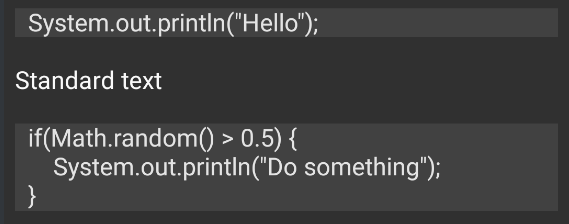 System.out.println("Hello");
Standard text
if(Math.random() > 0.5) {
    System.out.println("Do something");
}